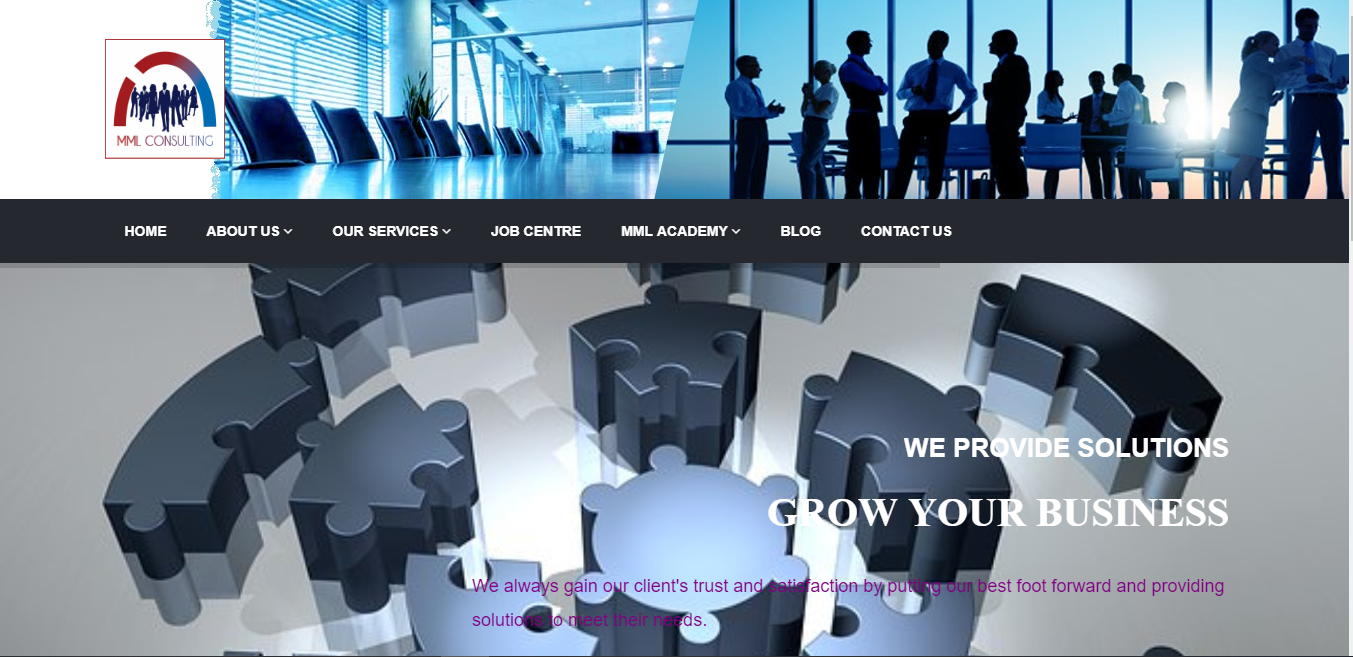 MML CONSULTING
HOME ABOUT US OUR SERVICES JOB CENTRE MML ACADEMY BLOG CONTACT US
WE PROVIDE SOLUTIONS
GROW YOUR BUSINESS
We always gain our client's trust and satisfaction by putting our best foot forward and providing
solutions to meet their needs.